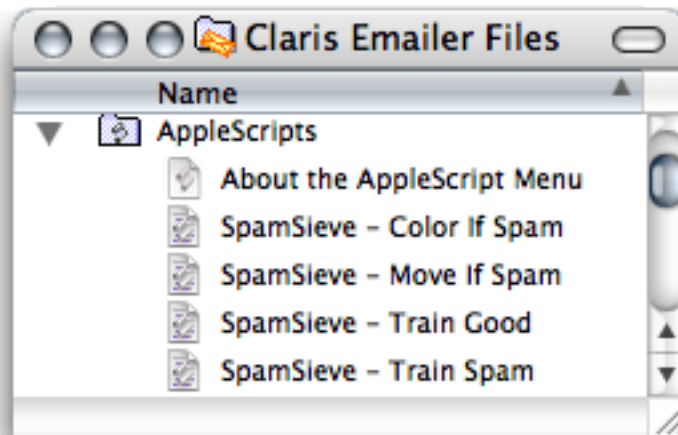 Claris Emailer Files
Name
AppleScripts
About the AppleScript Menu
SpamSieve – Color If Spam
SpamSieve – Move If Spam
SpamSieve – Train Good
SpamSieve – Train Spam